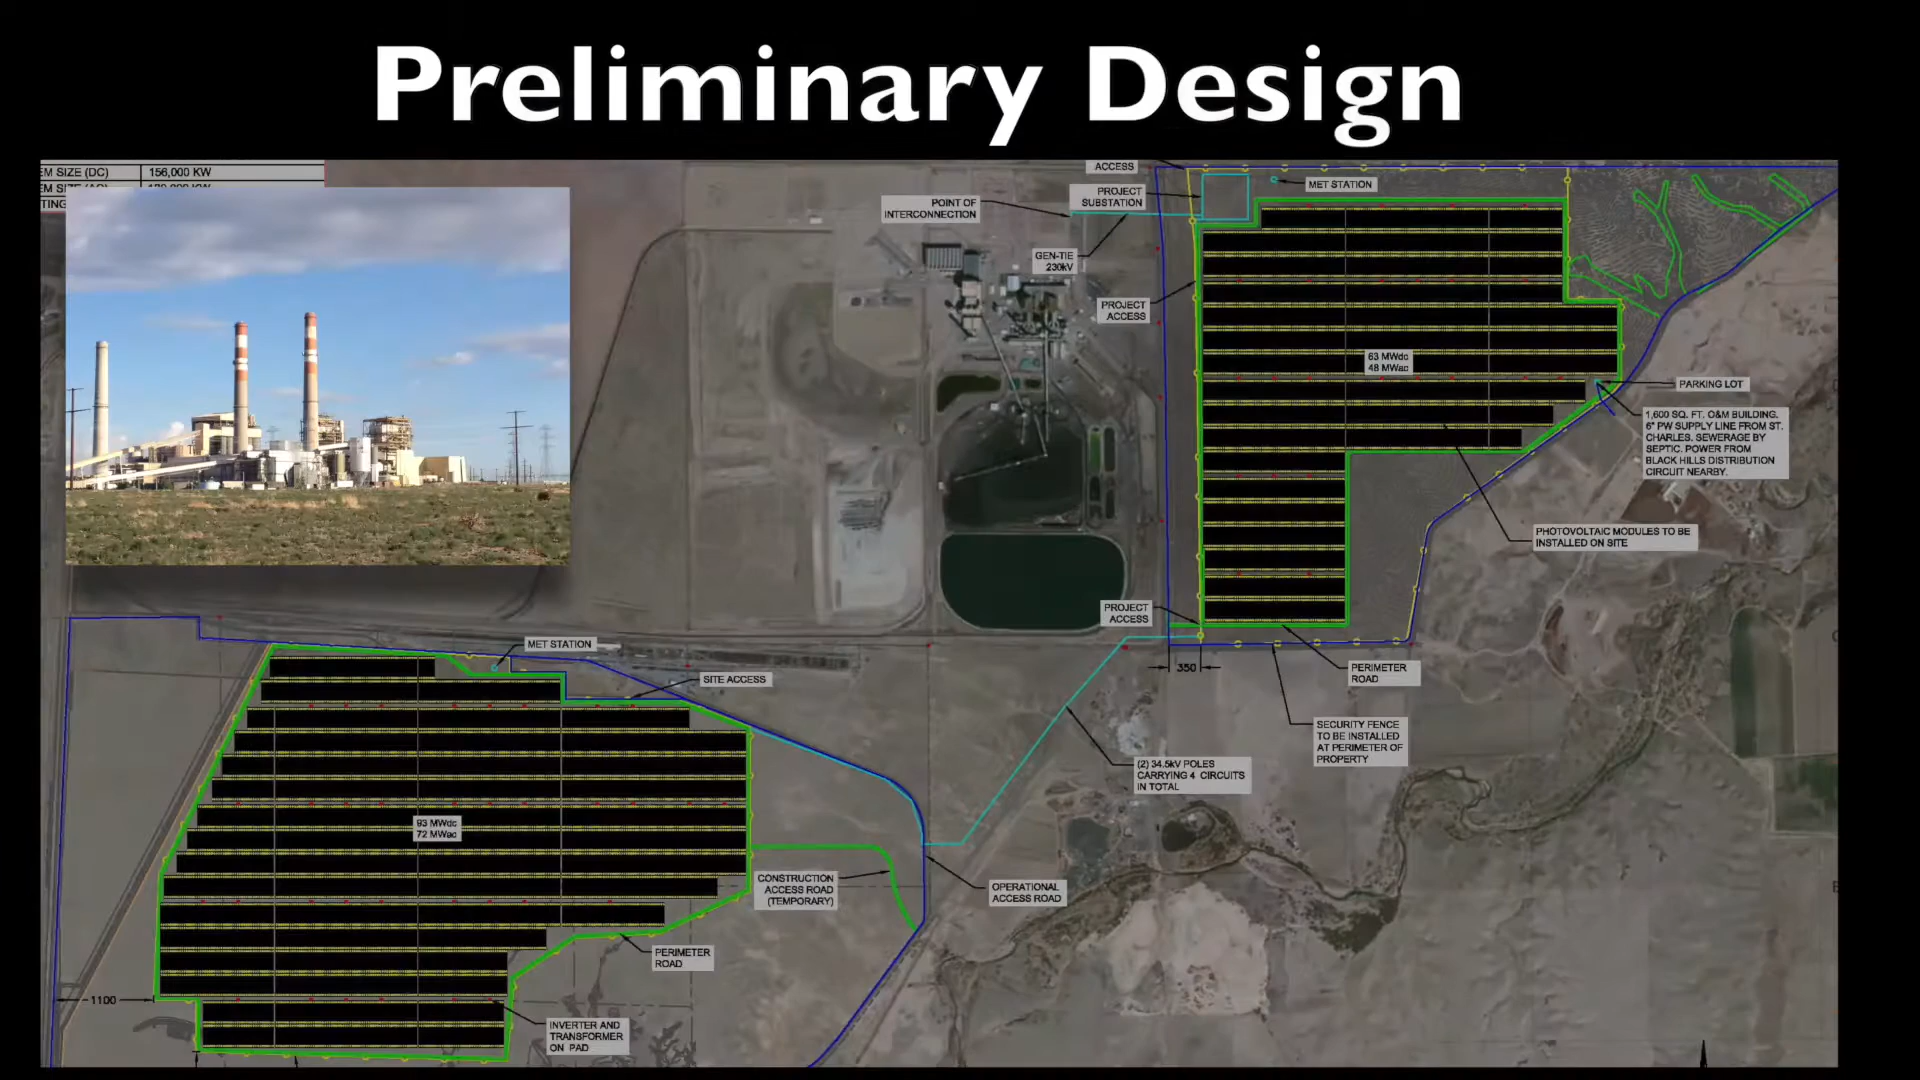 Preliminary Design
EM SIZE (DC) 156,000 KW
EM SIZE (AC)
TING
ACCESS
PROJECT
SUBSTATION
MET STATION
POINT OF
INTERCONNECTION
GEN-TIE
230kV
PROJECT
ACCESS
63 MWdc
48 MWac
PARKING LOT
1,600 SQ. FT. O&M BUILDING.
6" PW SUPPLY LINE FROM ST.
CHARLES. SEWERAGE BY
SEPTIC. POWER FROM
BLACK HILLS DISTRIBUTION
CIRCUIT NEARBY.
PHOTOVOLTAIC MODULES TO BE
INSTALLED ON SITE
PROJECT
ACCESS
350
PERIMETER
ROAD
MET STATION
SITE ACCESS
SECURITY FENCE
TO BE INSTALLED
AT PERIMETER OF
PROPERTY
(2) 34.5kV POLES
CARRYING 4 CIRCUITS
IN TOTAL
93 MWdc
72 MWac
CONSTRUCTION
ACCESS ROAD
(TEMPORARY)
OPERATIONAL
ACCESS ROAD
PERIMETER
ROAD
1100
INVERTER AND
TRANSFORMER
ON PAD